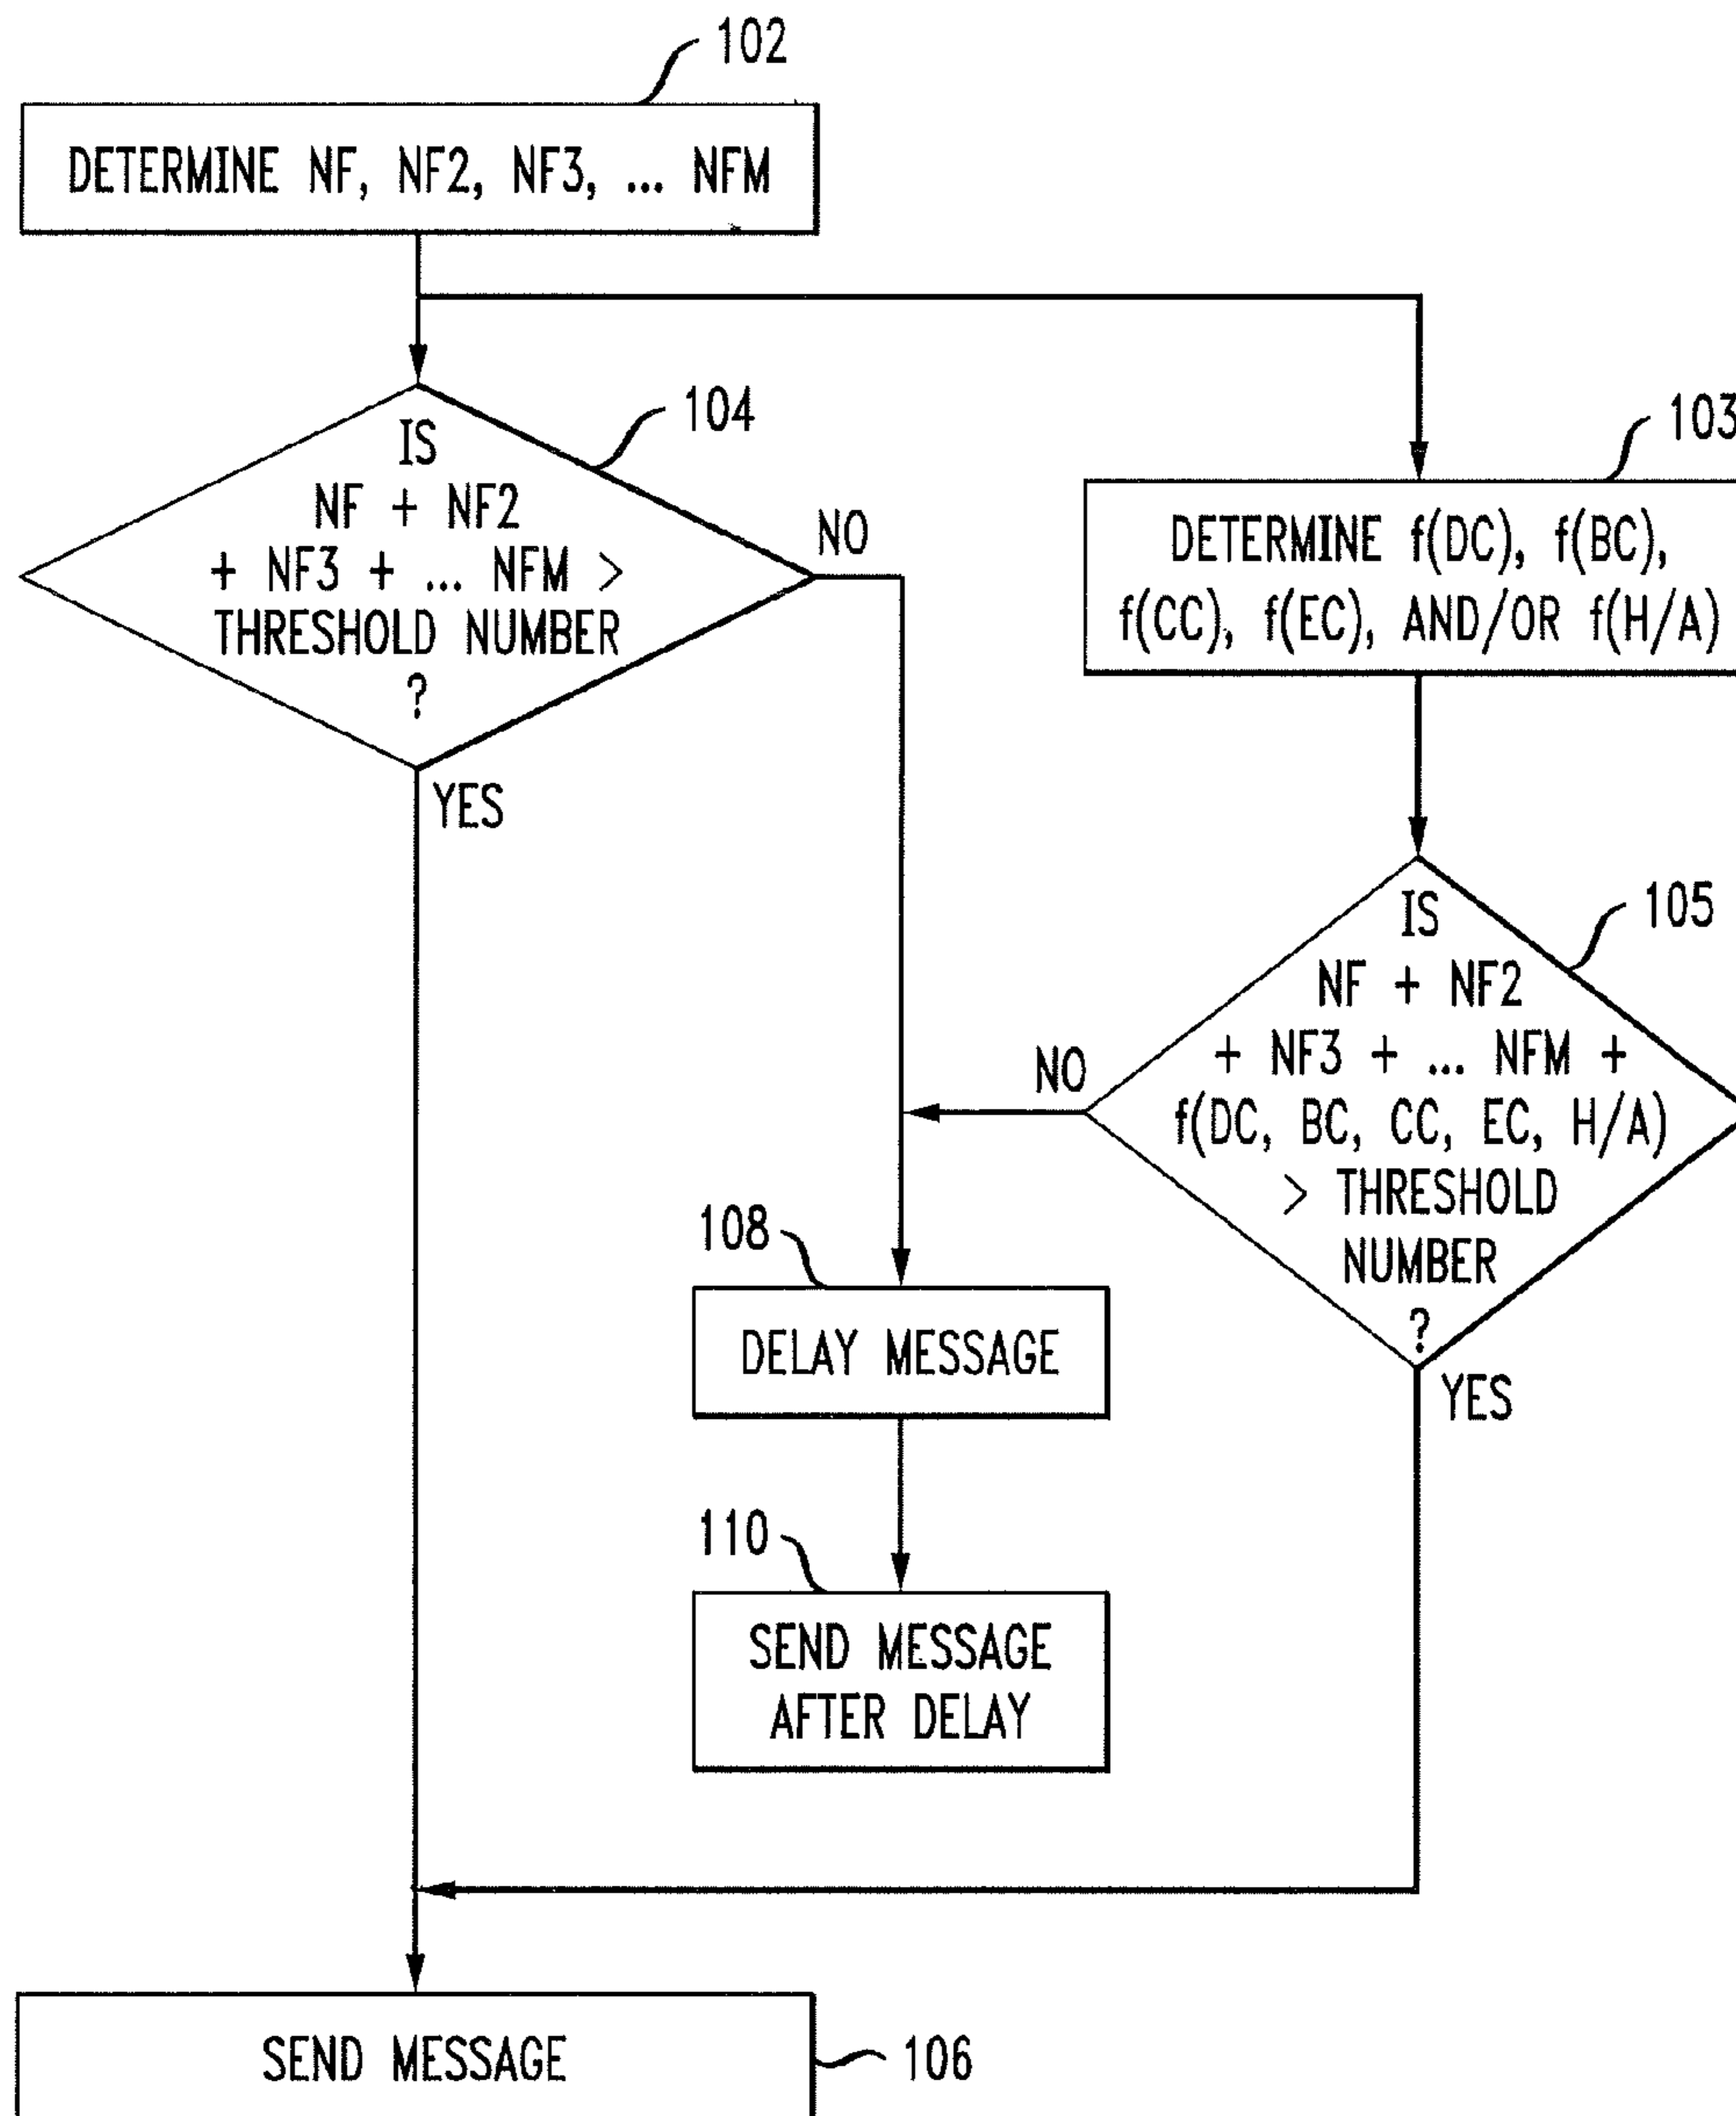 102
DETERMINE NF, NF2, NF3, ... NFM
104
IS
NF + NF2
+ NF3 + ... NFM >
THRESHOLD NUMBER
?
NO
YES
103
DETERMINE f(DC), f(BC),
f(CC), f(EC), AND/OR f(H/A)
105
IS
NF + NF2
+ NF3 + ... NFM +
f(DC, BC, CC, EC, H/A)
> THRESHOLD
NUMBER
?
NO
YES
108
DELAY MESSAGE
110
SEND MESSAGE
AFTER DELAY
SEND MESSAGE
106